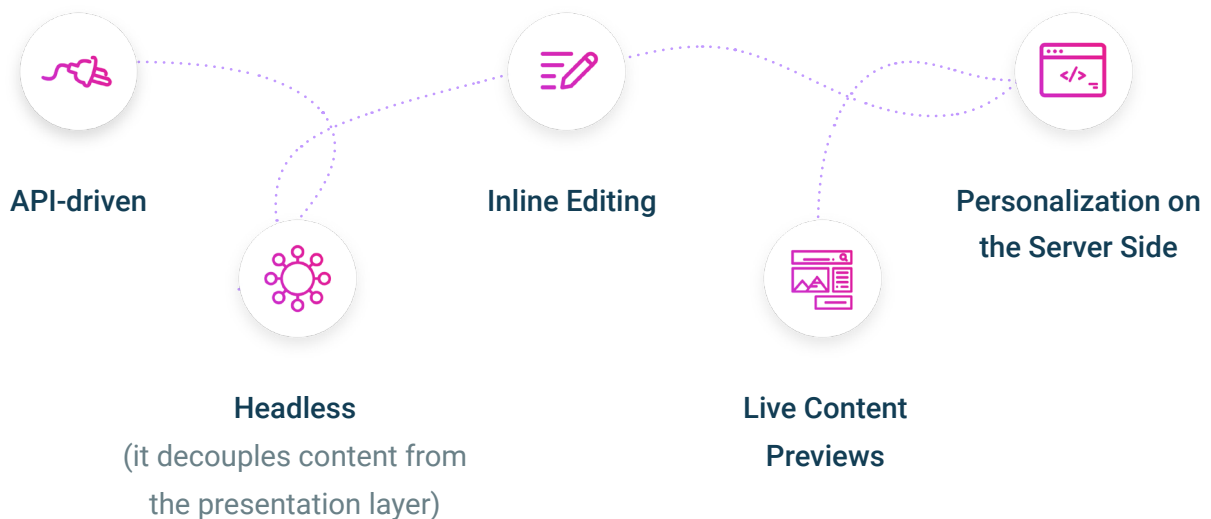 API-driven
Inline Editing
Personalization on
the Server Side
Headless
(it decouples content from
the presentation layer)
Live Content
Previews